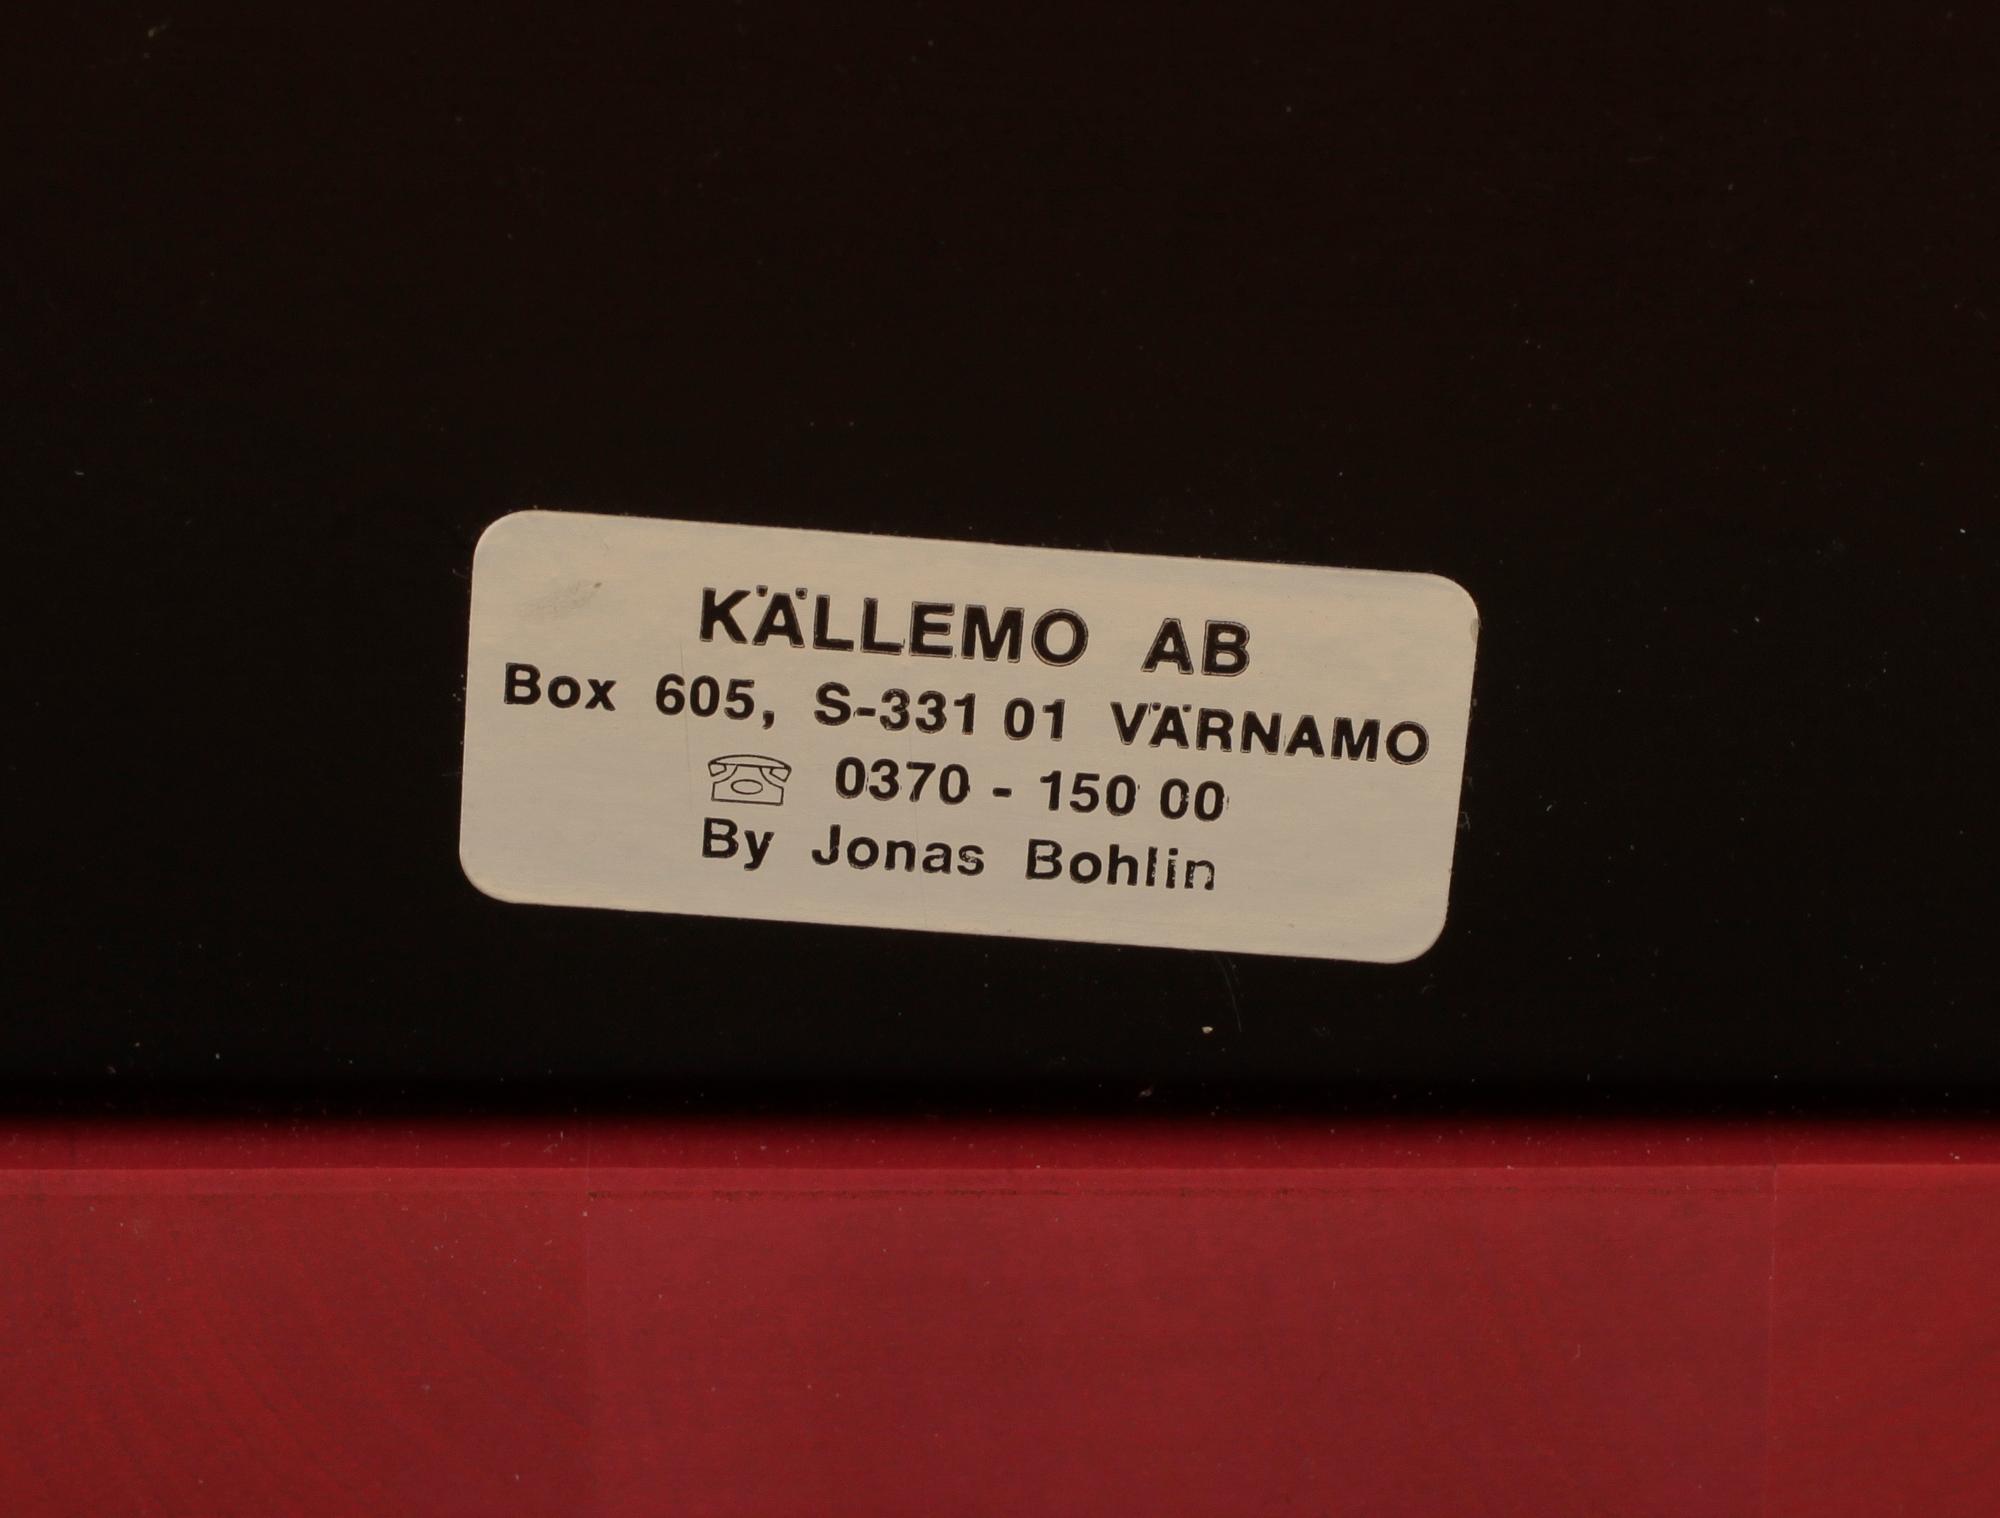 KÄLLEMO AB
Box 605, S-331 01 VÄRNAMO
☏ 0370 - 150 00
By Jonas Bohlin